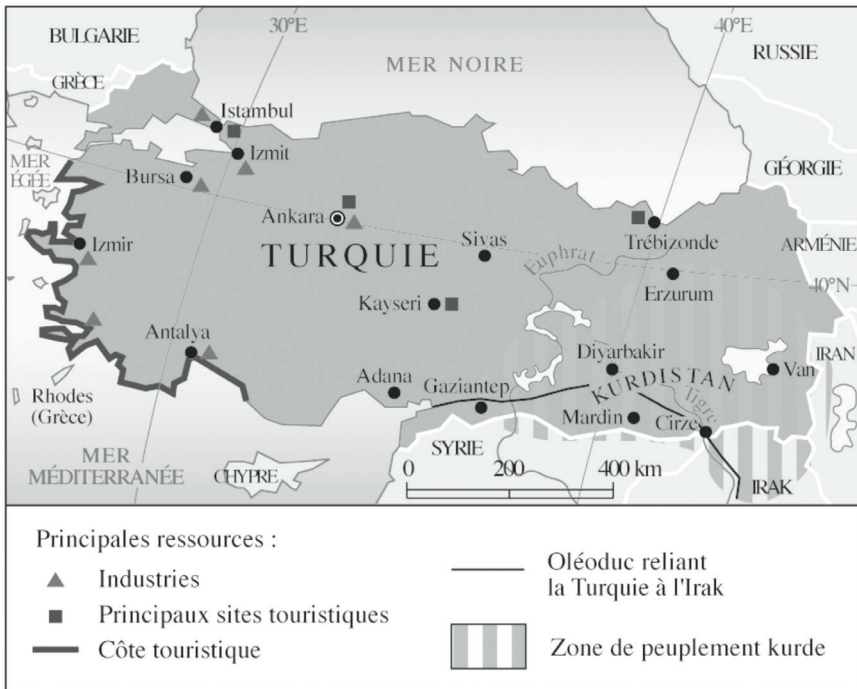 30°E
40°E
BULGARIE
RUSSIE
MER NOIRE
GRÈCE
Istambul
Izmit
MER
ÉGÉE
Bursa
GÉORGIE
Ankara
Izmir
TURQUIE
Sivas
Euphrat
Trébizonde
ARMÉNIE
40°N
Erzurum
Kayseri
Antalya
Diyarbakir
IRAN
Van
Adana
Gaziantep
KURDISTAN
Tigre
Rhodes
(Grèce)
Mardin
Cirze
MER
MÉDITERRANÉE
CHYPRE
SYRIE
0 200 400 km
IRAK
Principales ressources :
Industries
Principaux sites touristiques
Côte touristique
Oléoduc reliant
la Turquie à l'Irak
Zone de peuplement kurde